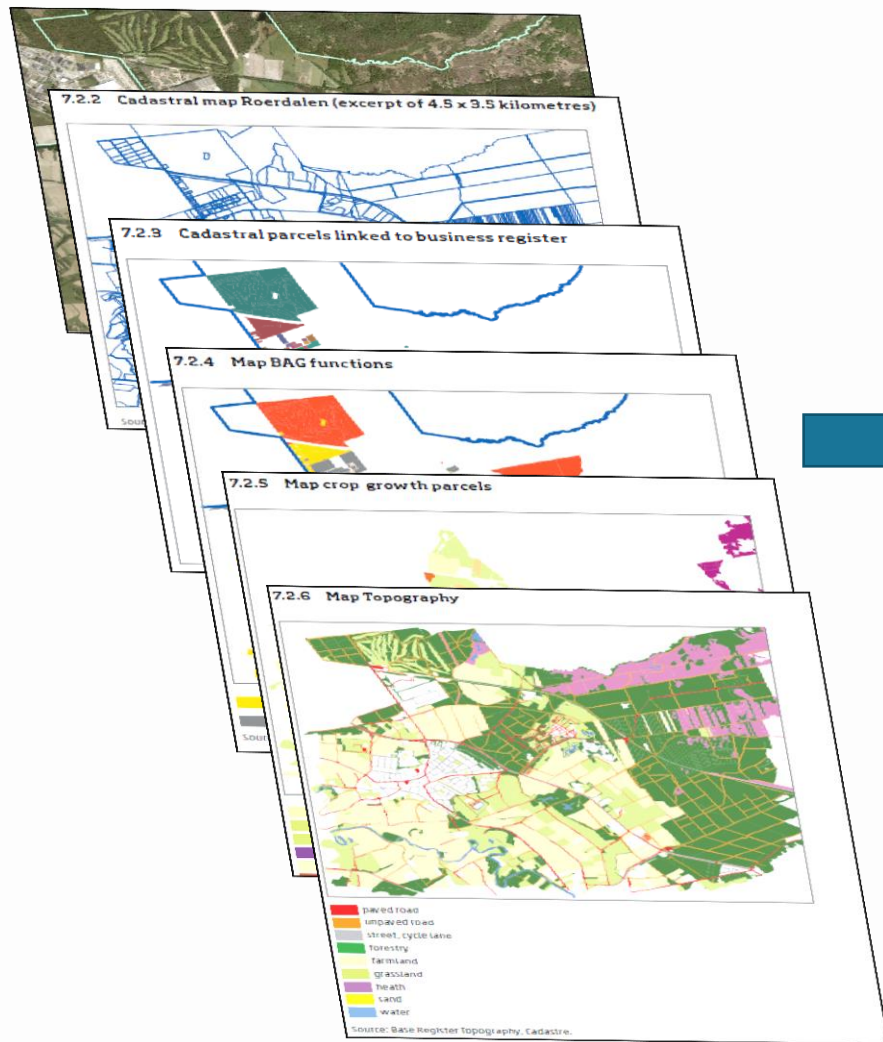 7.2.2 Cadastral map Roerdalen (excerpt of 4.5 x 3.5 kilometres)
7.2.3 Cadastral parcels linked to business register
7.2.4 Map BAG functions
7.2.5 Map crop growth parcels
7.2.6 Map Topography
paved road
unpaved road
street, cycle lane
forestry
farmland
grassland
heath
sand
water
Source: Base Register Topography, Cadastre.